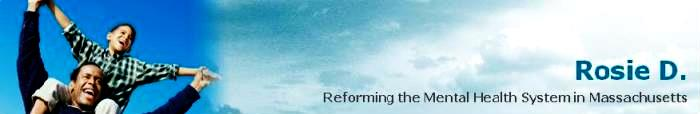 Rosie D.
Reforming the Mental Health System in Massachusetts